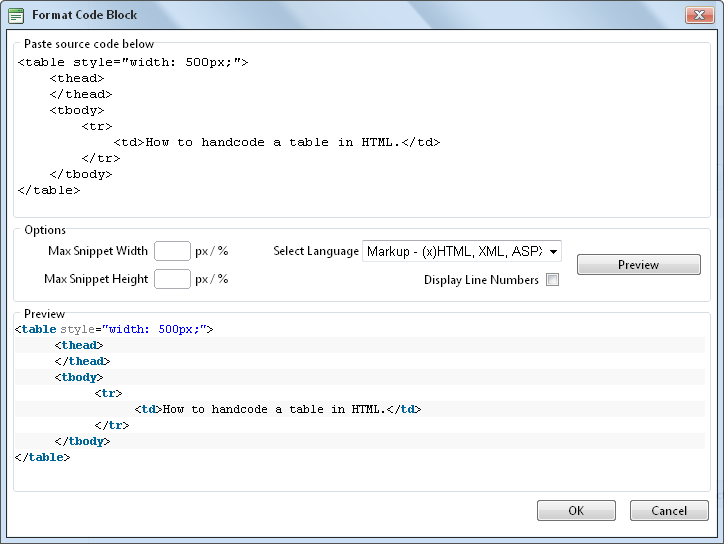 Format Code Block
Paste source code below
<table style="width: 500px;">
    <thead>
    </thead>
    <tbody>
        <tr>
            <td>How to handcode a table in HTML.</td>
        </tr>
    </tbody>
</table>
Options
Max Snippet Width px / % Select Language Markup - (x)HTML, XML, ASPX Preview
Max Snippet Height px / % Display Line Numbers
Preview
<table style="width: 500px;">
    <thead>
    </thead>
    <tbody>
        <tr>
            <td>How to handcode a table in HTML.</td>
        </tr>
    </tbody>
</table>
OK Cancel